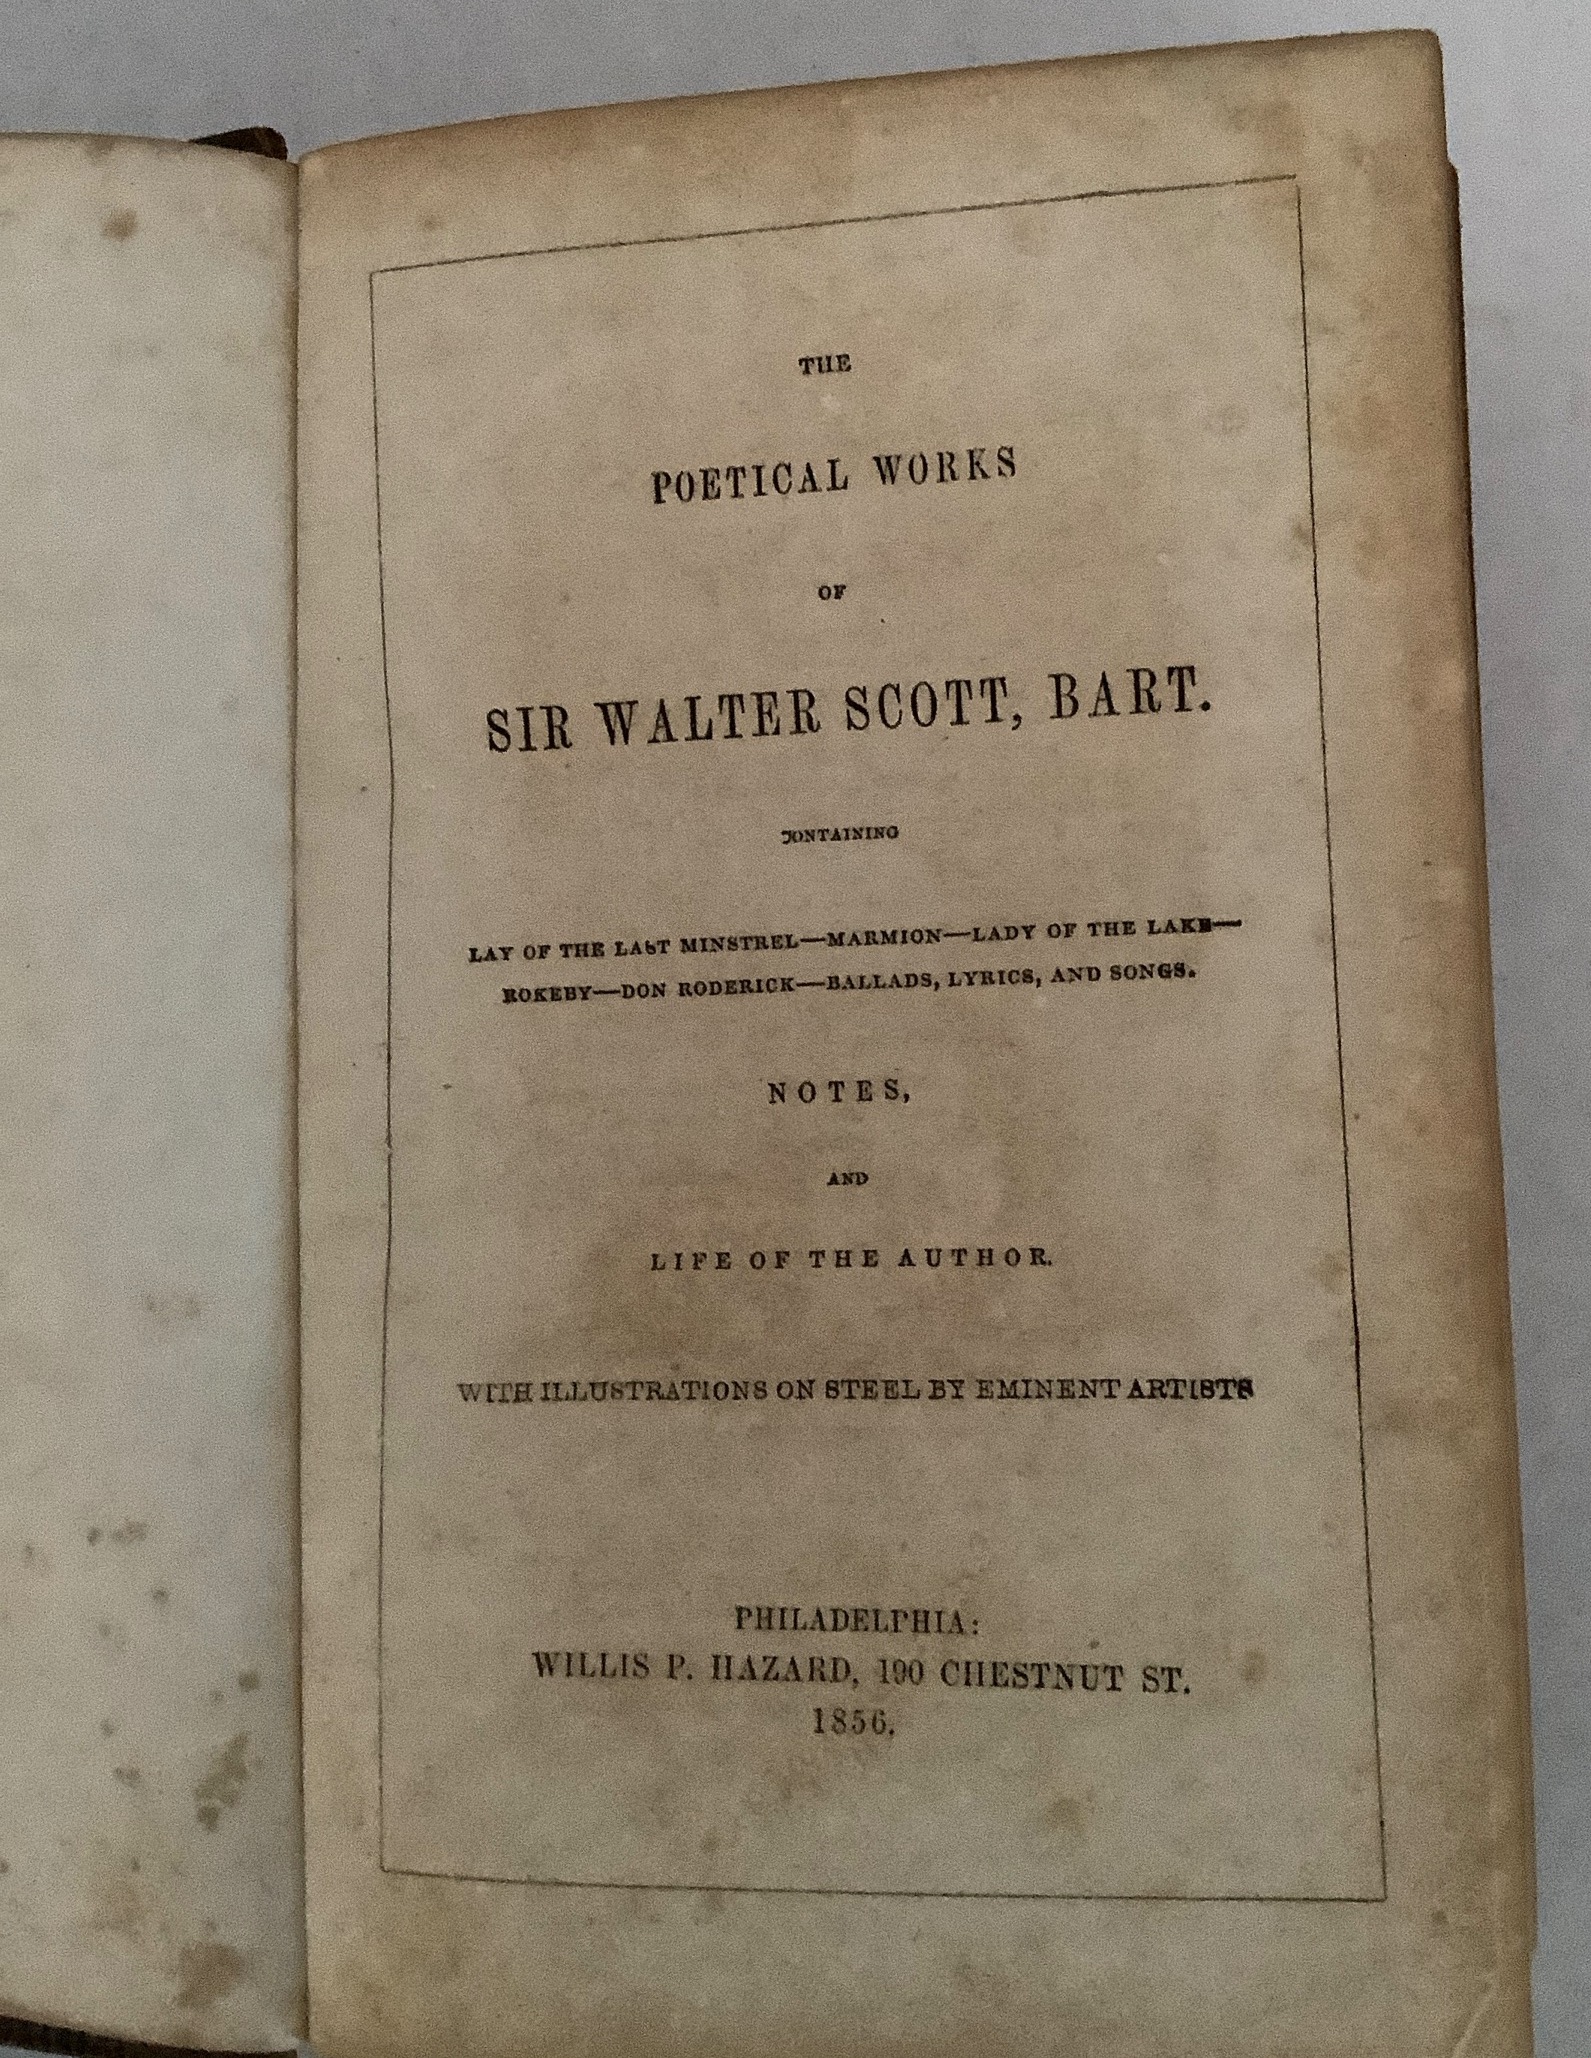 THE
POETICAL WORKS
OF
SIR WALTER SCOTT, BART.
CONTAINING
LAY OF THE LAST MINSTREL—MARMION—LADY OF THE LAKE—
ROKEBY—DON RODERICK—BALLADS, LYRICS, AND SONGS.
NOTES,
AND
LIFE OF THE AUTHOR.
WITH ILLUSTRATIONS ON STEEL BY EMINENT ARTISTS
PHILADELPHIA:
WILLIS P. HAZARD, 190 CHESTNUT ST.
1856.